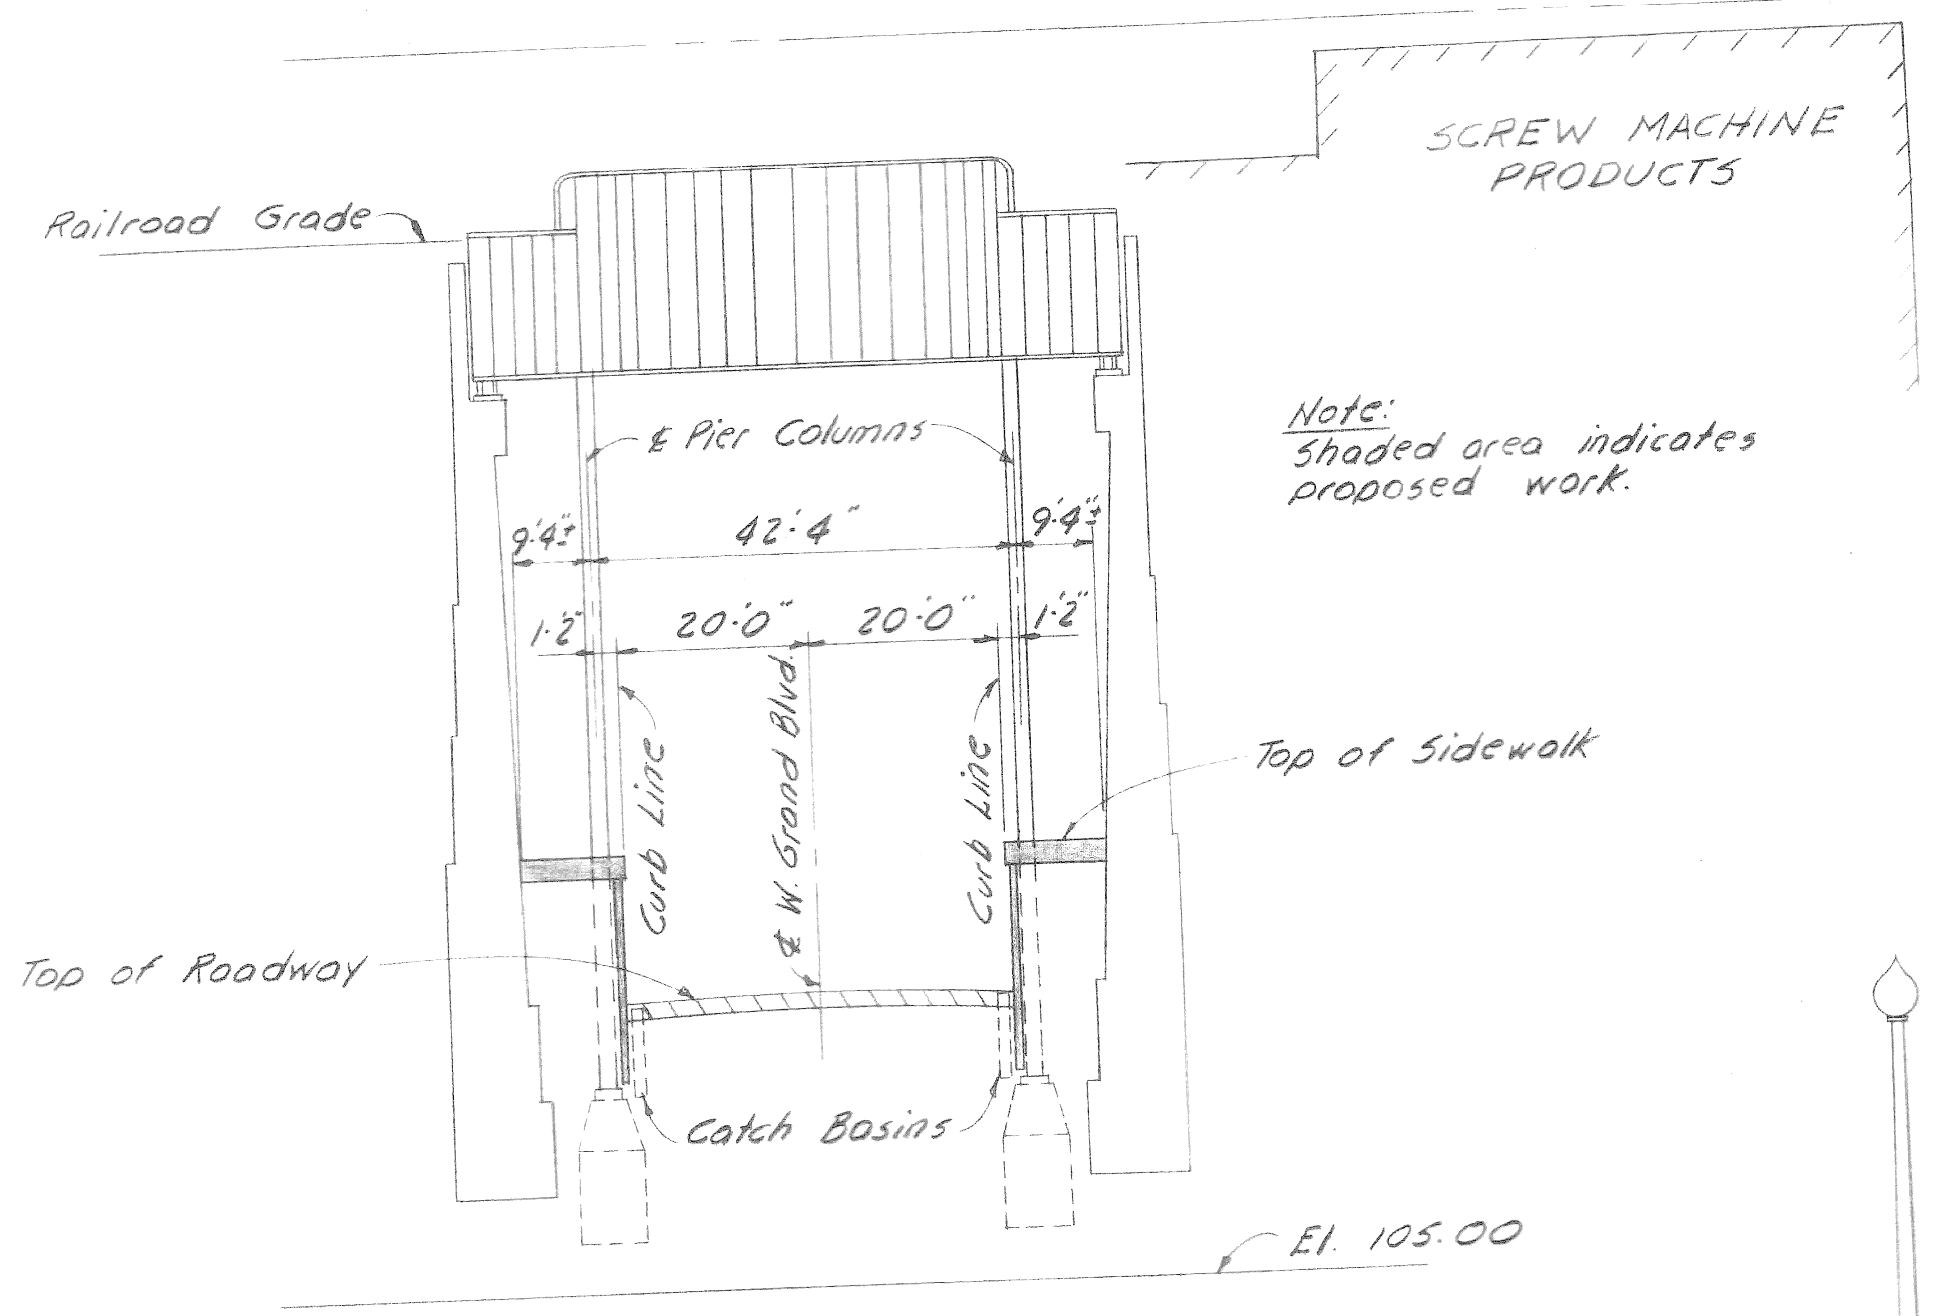 SCREW MACHINE
PRODUCTS
Railroad Grade
Note:
Shaded area indicates
proposed work.
℄ Pier Columns
9'-4"± 42'-4" 9'-4"±
1'-2" 20'-0" 20'-0" 1'-2"
Curb Line
℄ W. Grand Blvd.
Curb Line
Top of Sidewalk
Top of Roadway
Catch Basins
El. 105.00